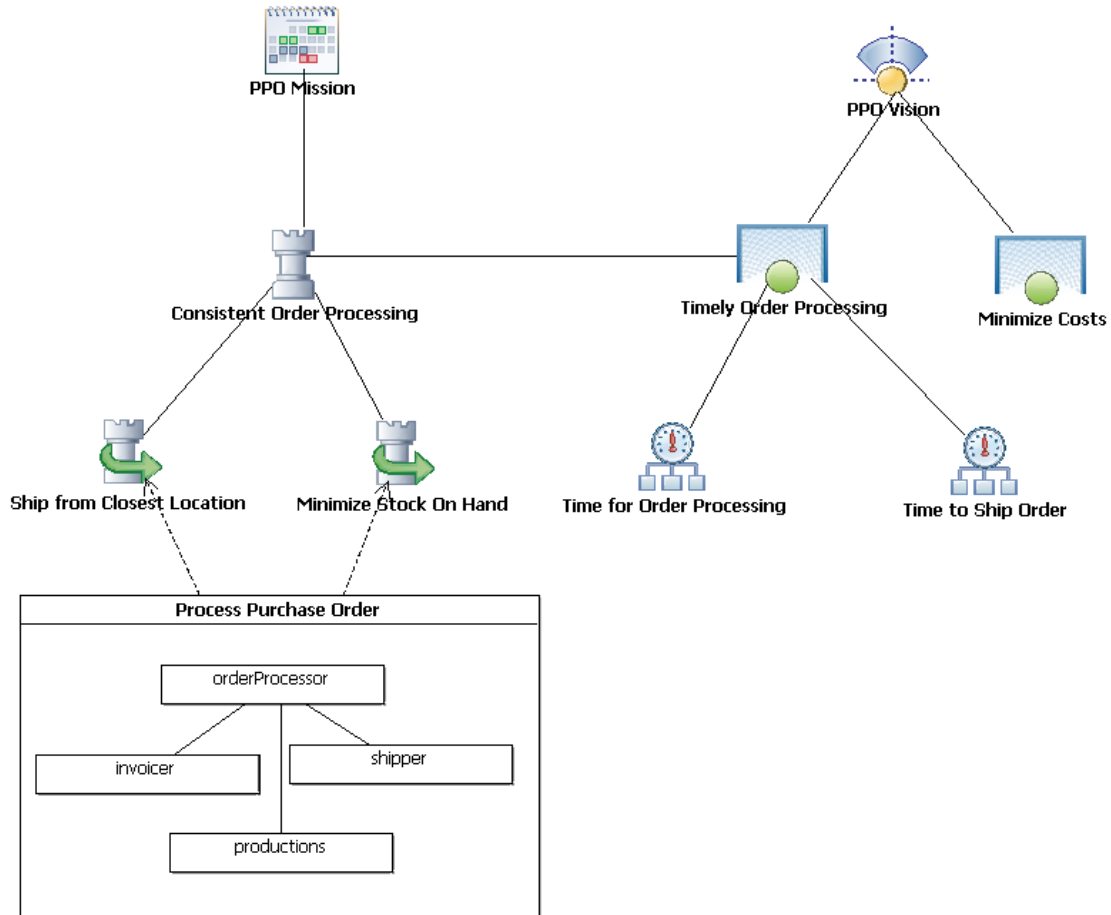 PPO Mission
PPO Vision
Consistent Order Processing
Timely Order Processing
Minimize Costs
Ship from Closest Location
Minimize Stock On Hand
Time for Order Processing
Time to Ship Order
Process Purchase Order
orderProcessor
invoicer
shipper
productions